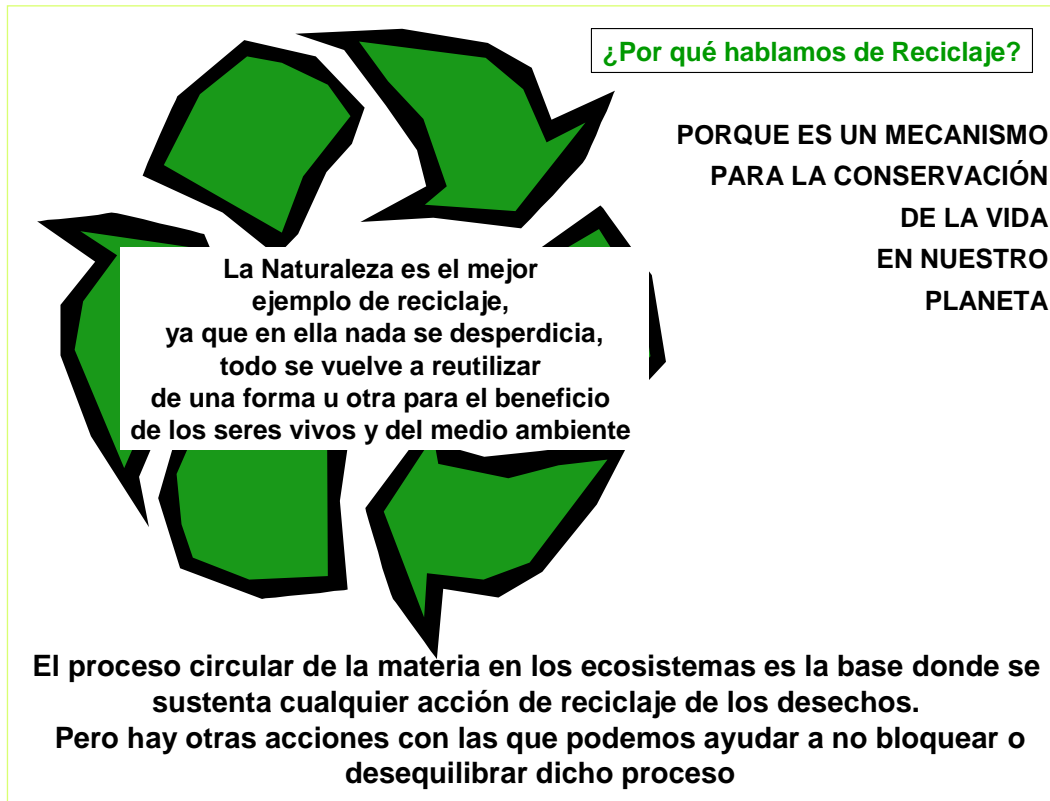 ¿Por qué hablamos de Reciclaje?
PORQUE ES UN MECANISMO
PARA LA CONSERVACIÓN
DE LA VIDA
EN NUESTRO
PLANETA
La Naturaleza es el mejor
ejemplo de reciclaje,
ya que en ella nada se desperdicia,
todo se vuelve a reutilizar
de una forma u otra para el beneficio
de los seres vivos y del medio ambiente
El proceso circular de la materia en los ecosistemas es la base donde se
sustenta cualquier acción de reciclaje de los desechos.
Pero hay otras acciones con las que podemos ayudar a no bloquear o
desequilibrar dicho proceso